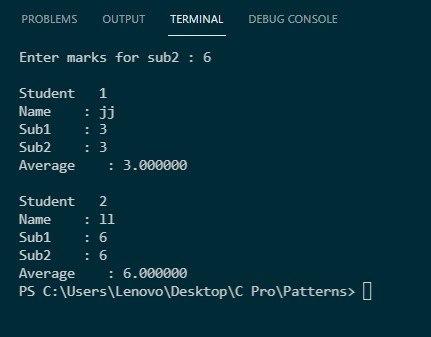 PROBLEMS OUTPUT TERMINAL DEBUG CONSOLE
Enter marks for sub2 : 6
Student 1
Name : jj
Sub1 : 3
Sub2 : 3
Average : 3.000000
Student 2
Name : ll
Sub1 : 6
Sub2 : 6
Average : 6.000000
PS C:\Users\Lenovo\Desktop\C Pro\Patterns>